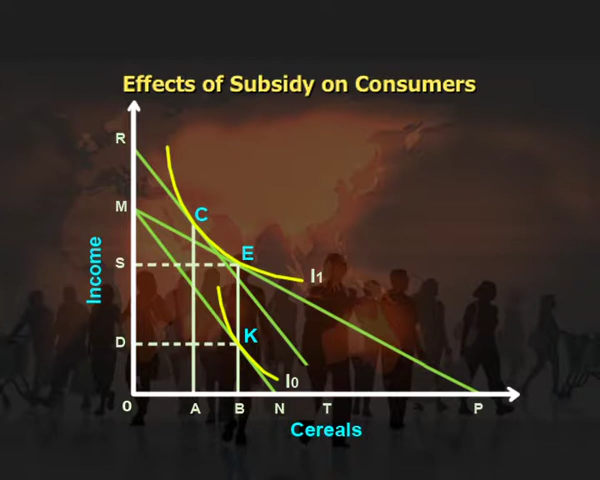 Effects of Subsidy on Consumers
R
M
C
S
E
I1
D
K
I0
Income
0
A
B
N
T
P
Cereals